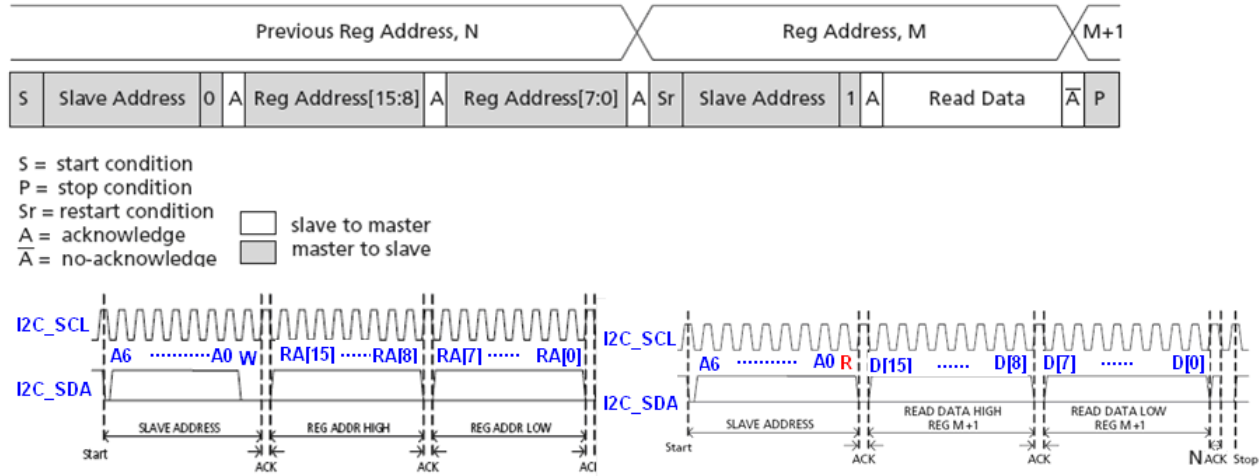 Previous Reg Address, N Reg Address, M M+1
S Slave Address 0 A Reg Address[15:8] A Reg Address[7:0] A Sr Slave Address 1 A Read Data A̅ P
S = start condition
P = stop condition
Sr = restart condition
A = acknowledge
A̅ = no-acknowledge
slave to master
master to slave
I2C_SCL
A6 ·········· A0 W RA[15] ······ RA[8] RA[7] ······ RA[0]
I2C_SDA
SLAVE ADDRESS REG ADDR HIGH REG ADDR LOW
Start ACK ACK ACI
I2C_SCL
A6 ··········· A0 R D[15] ······ D[8] D[7] ······ D[0]
I2C_SDA
SLAVE ADDRESS
READ DATA HIGH
REG M+1
READ DATA LOW
REG M+1
Start ACK ACK NACK Stop